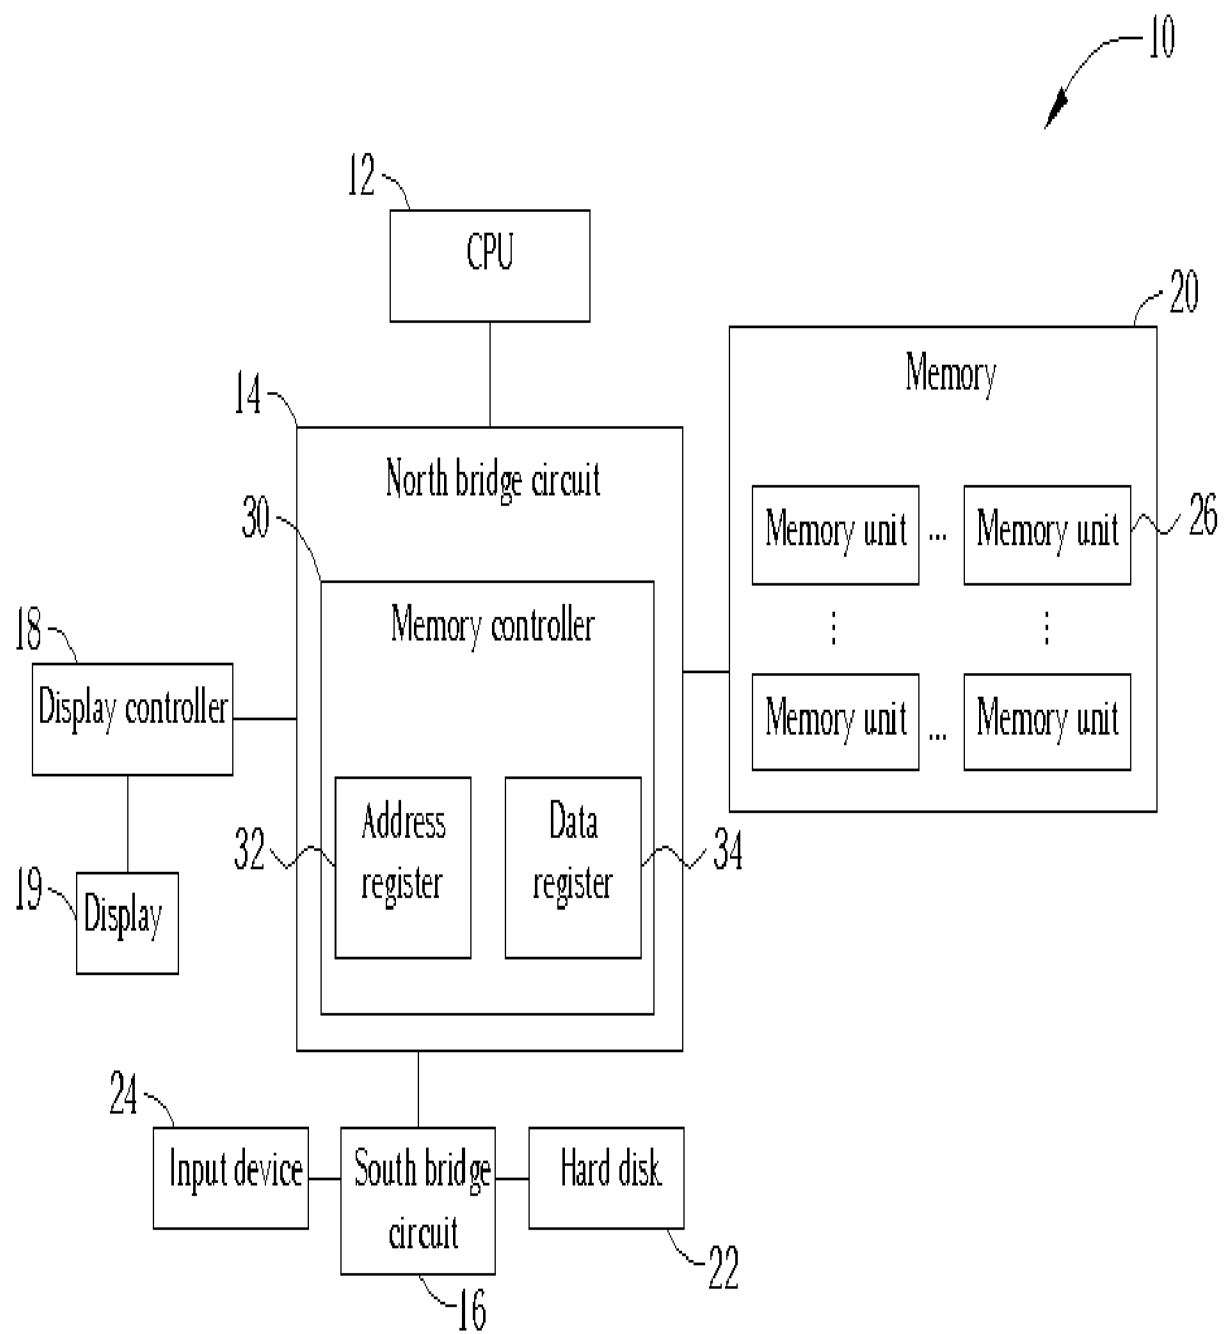 10
12
CPU
20
Memory
14
North bridge circuit
30
Memory unit ... Memory unit
26
18
Memory controller
Display controller
Memory unit ... Memory unit
32
Address
register
Data
register
34
19
Display
24
Input device
South bridge
circuit
Hard disk
22
16